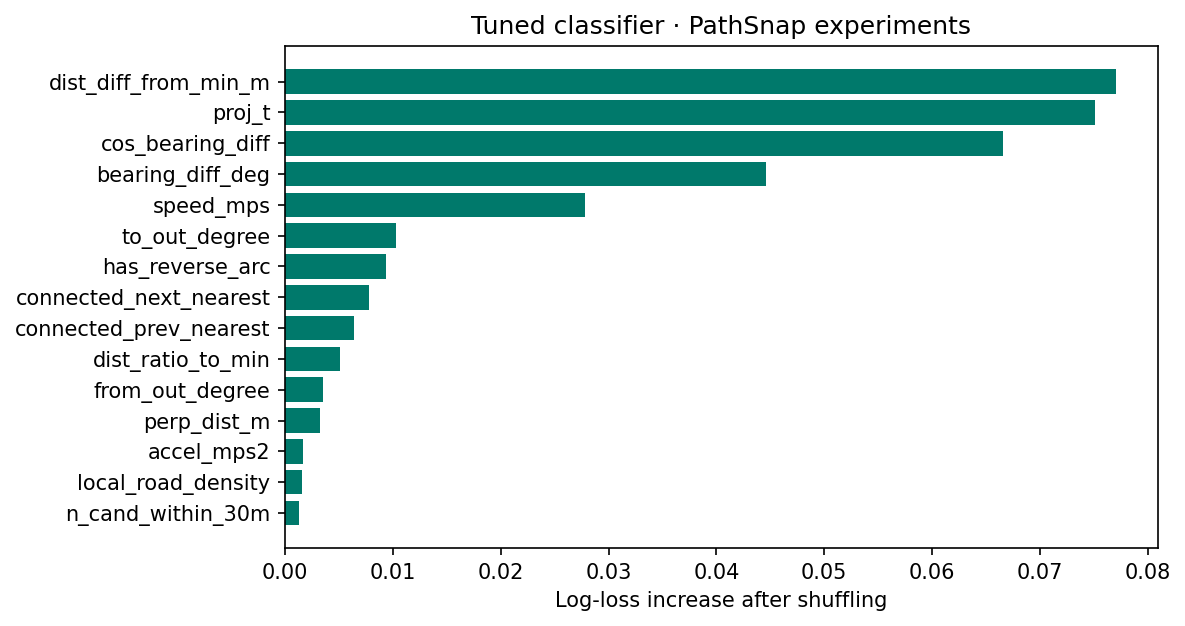 Tuned classifier · PathSnap experiments
dist_diff_from_min_m
proj_t
cos_bearing_diff
bearing_diff_deg
speed_mps
to_out_degree
has_reverse_arc
connected_next_nearest
connected_prev_nearest
dist_ratio_to_min
from_out_degree
perp_dist_m
accel_mps2
local_road_density
n_cand_within_30m
0.00 0.01 0.02 0.03 0.04 0.05 0.06 0.07 0.08
Log-loss increase after shuffling